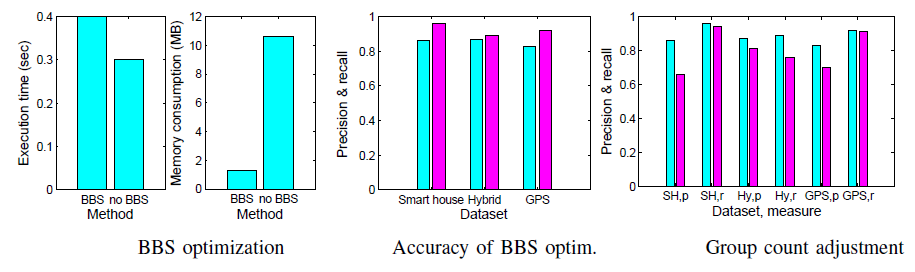 Execution time (sec)
0.4
0.3
0.2
0.1
0
BBS no BBS
Method
Memory consumption (MB)
12
10
8
6
4
2
0
BBS no BBS
Method
BBS optimization
Precision & recall
1
0.8
0.6
0.4
0.2
0
Smart house Hybrid GPS
Dataset
Accuracy of BBS optim.
Precision & recall
1
0.8
0.6
0.4
0.2
0
SH,p SH,r Hy,p Hy,r GPS,p GPS,r
Dataset, measure
Group count adjustment